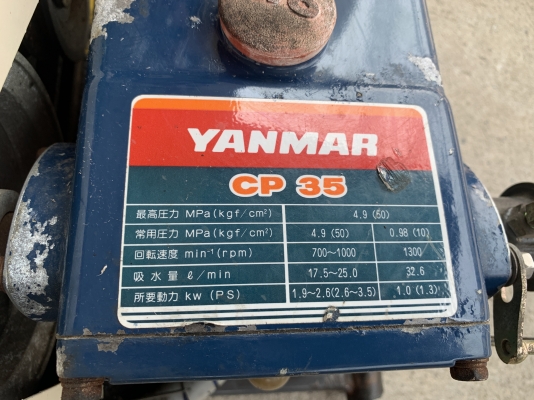 YANMAR
CP 35
最高圧力 MPa(kgf/cm²) 4.9 (50)
常用圧力 MPa(kgf/cm²) 4.9 (50) 0.98 (10)
回転速度 min⁻¹(rpm) 700~1000 1300
吸水量 ℓ/min 17.5~25.0 32.6
所要動力 kw (PS) 1.9~2.6(2.6~3.5) 1.0 (1.3)